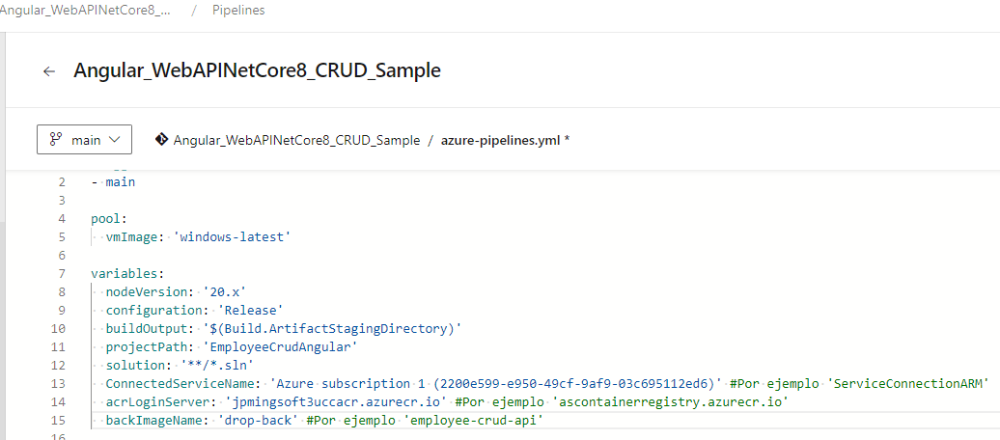 Angular_WebAPINetCore8_... / Pipelines
← Angular_WebAPINetCore8_CRUD_Sample
main Angular_WebAPINetCore8_CRUD_Sample / azure-pipelines.yml *
2 - main
3
4 pool:
5   vmImage: 'windows-latest'
6
7 variables:
8   nodeVersion: '20.x'
9   configuration: 'Release'
10   buildOutput: '$(Build.ArtifactStagingDirectory)'
11   projectPath: 'EmployeeCrudAngular'
12   solution: '**/*.sln'
13   ConnectedServiceName: 'Azure subscription 1 (2200e599-e950-49cf-9af9-03c695112ed6)' #Por ejemplo 'ServiceConnectionARM'
14   acrLoginServer: 'jpmingsoft3uccacr.azurecr.io' #Por ejemplo 'ascontainerregistry.azurecr.io'
15   backImageName: 'drop-back' #Por ejemplo 'employee-crud-api'
16